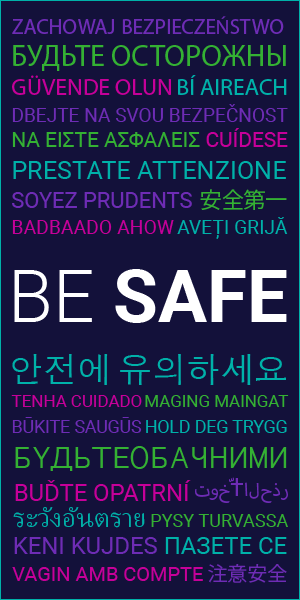 ZACHOWAJ BEZPIECZEŃSTWO
БУДЬТЕ ОСТОРОЖНЫ
GÜVENDE OLUN BÍ AIREACH
DBEJTE NA SVOU BEZPEČNOST
ΝΑ ΕΙΣΤΕ ΑΣΦΑΛΕΙΣ CUÍDESE
PRESTATE ATTENZIONE
SOYEZ PRUDENTS 安全第一
BADBAADO AHOW AVEȚI GRIJĂ
BE SAFE
안전에 유의하세요
TENHA CUIDADO MAGING MAINGAT
BŪKITE SAUGŪS HOLD DEG TRYGG
БУДЬТЕОБАЧНИМИ
BUĎTE OPATRNÍ
ระวังอันตราย PYSY TURVASSA
KENI KUJDES ПАЗЕТЕ СЕ
VAGIN AMB COMPTE 注意安全